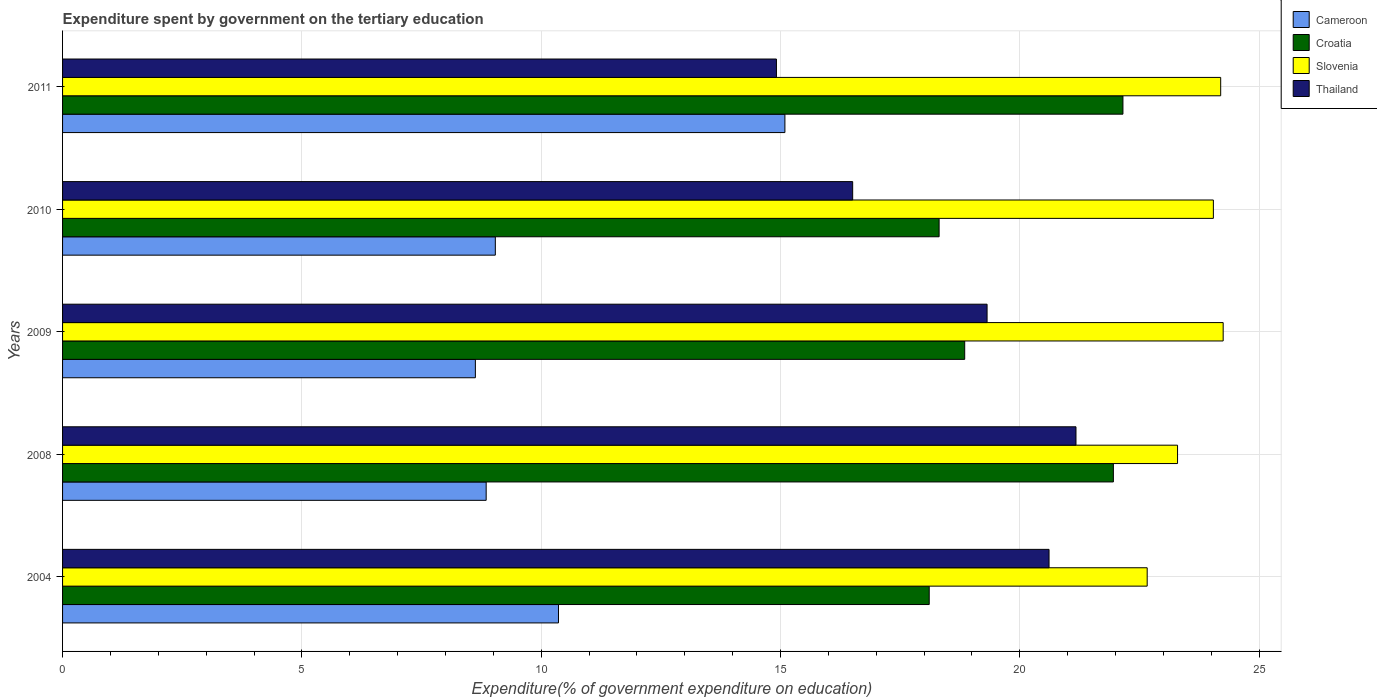 Expenditure spent by government on the tertiary education
Cameroon
Croatia
Slovenia
Thailand
Years
2011
2010
2009
2008
2004
0
5
10
15
20
25
Expenditure(% of government expenditure on education)